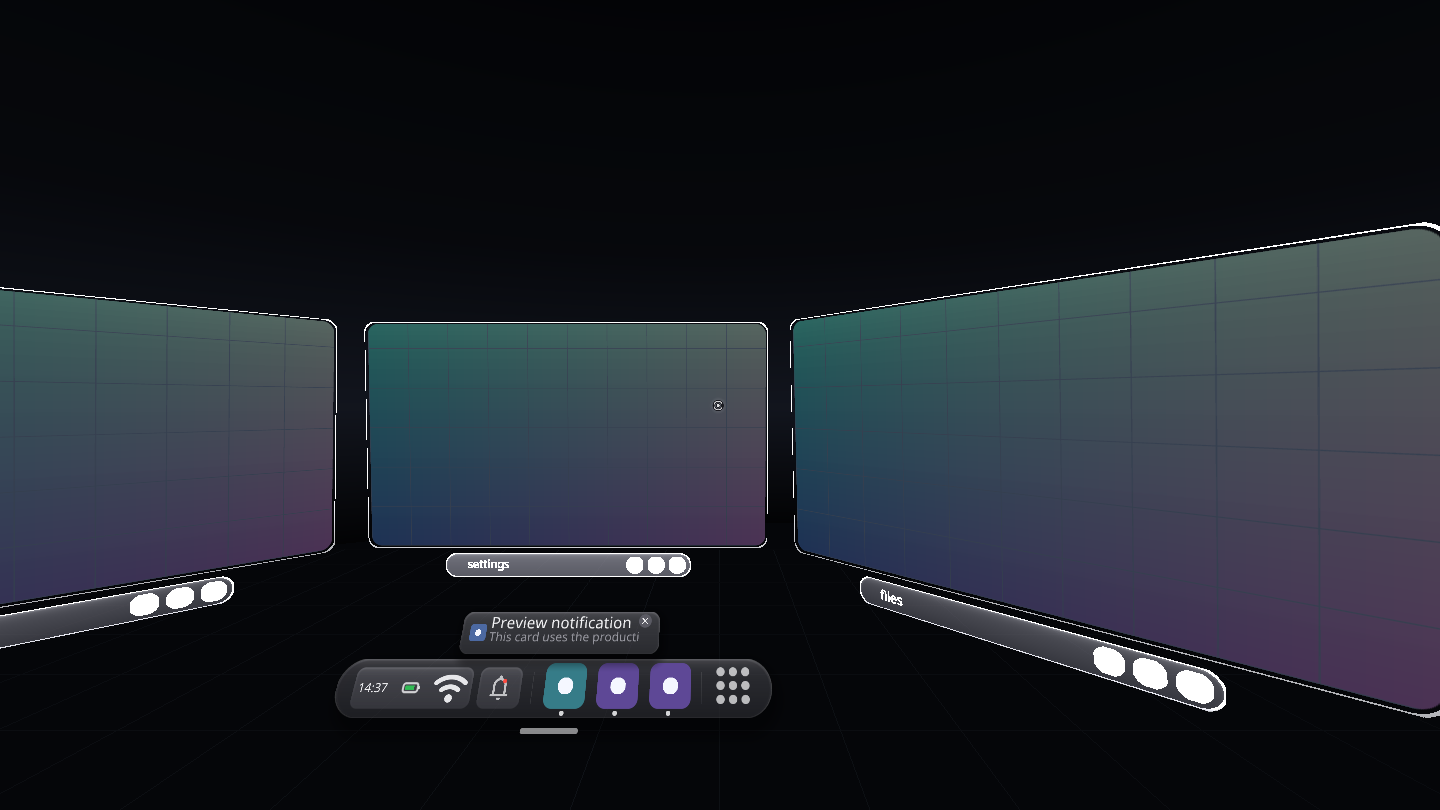 settings
files
Preview notification
This card uses the producti
14:37